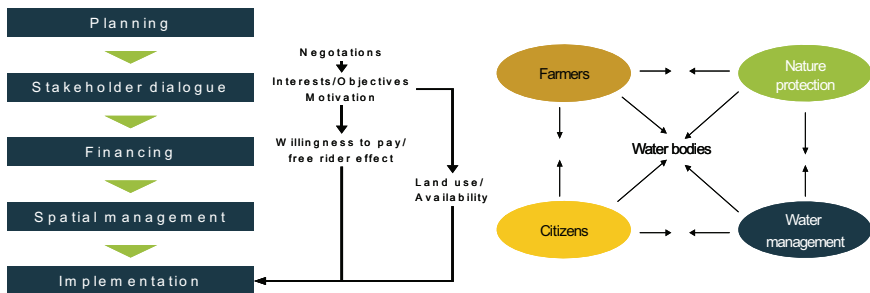 Planning
Stakeholder dialogue
Financing
Spatial management
Implementation
Negotations
Interests/Objectives
Motivation
Willingness to pay/
free rider effect
Land use/
Availability
Farmers
Nature
protection
Water bodies
Citizens
Water
management